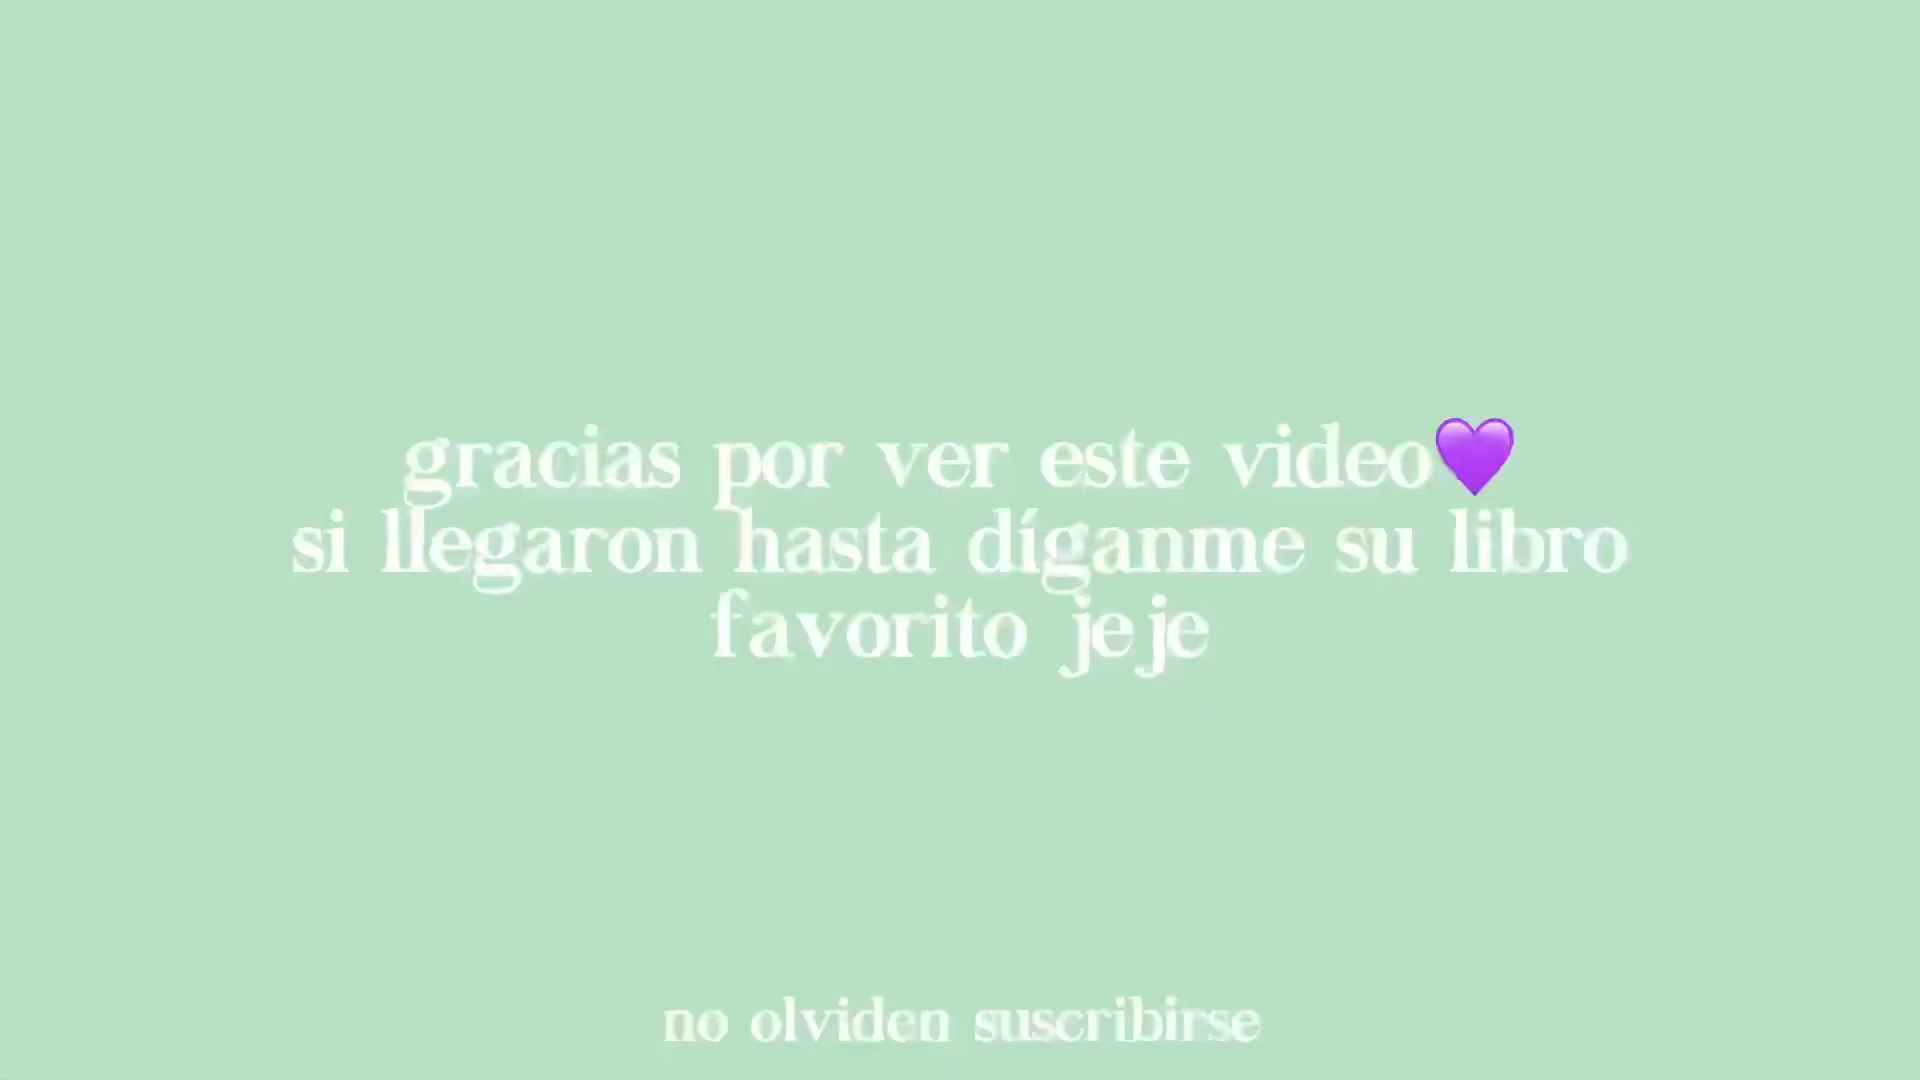 gracias por ver este video💜
si llegaron hasta díganme su libro
favorito jeje
no olviden suscribirse